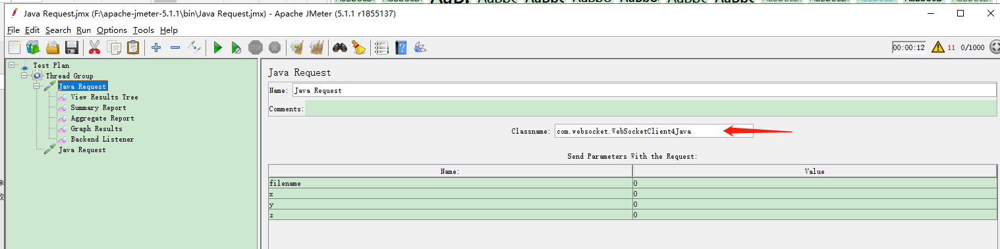 Java Request.jmx (F:\apache-jmeter-5.1.1\bin\Java Request.jmx) - Apache JMeter (5.1.1 r1855137)
File Edit Search Run Options Tools Help
00:00:12 11 0/1000
Test Plan
Thread Group
Java Request
View Results Tree
Summary Report
Aggregate Report
Graph Results
Backend Listener
Java Request
Java Request
Name: Java Request
Comments:
Classname: com.websocket.WebSocketClient4Java
Send Parameters With the Request:
Name: Value
filename 0
x 0
y 0
z 0